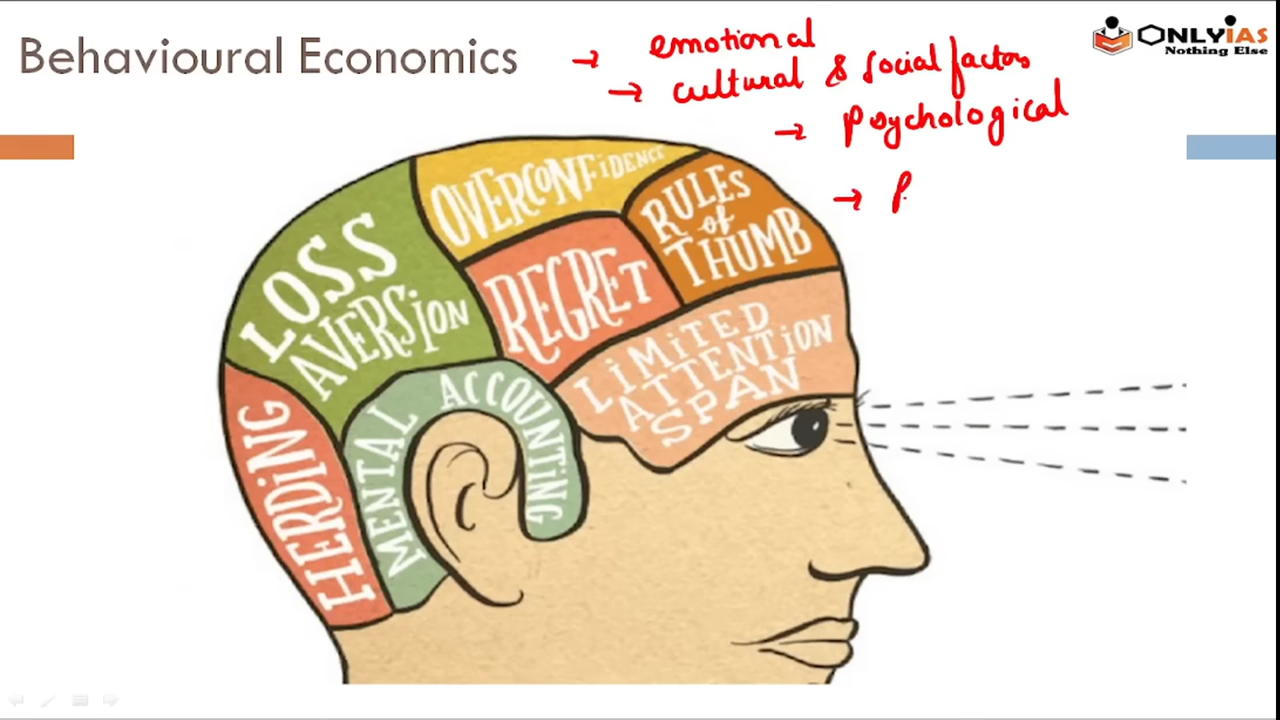 Behavioural Economics
→ emotional
→ cultural & social factors
→ Psychological
→ P
ONLYIAS
Nothing Else
OVERCONFiDENCE
RULES
of
THUMB
LOSS
AVERSiON
REGRET
LiMiTED
ATTENTiON
SPAN
HERDiNG
MENTAL ACCOUNTiNG